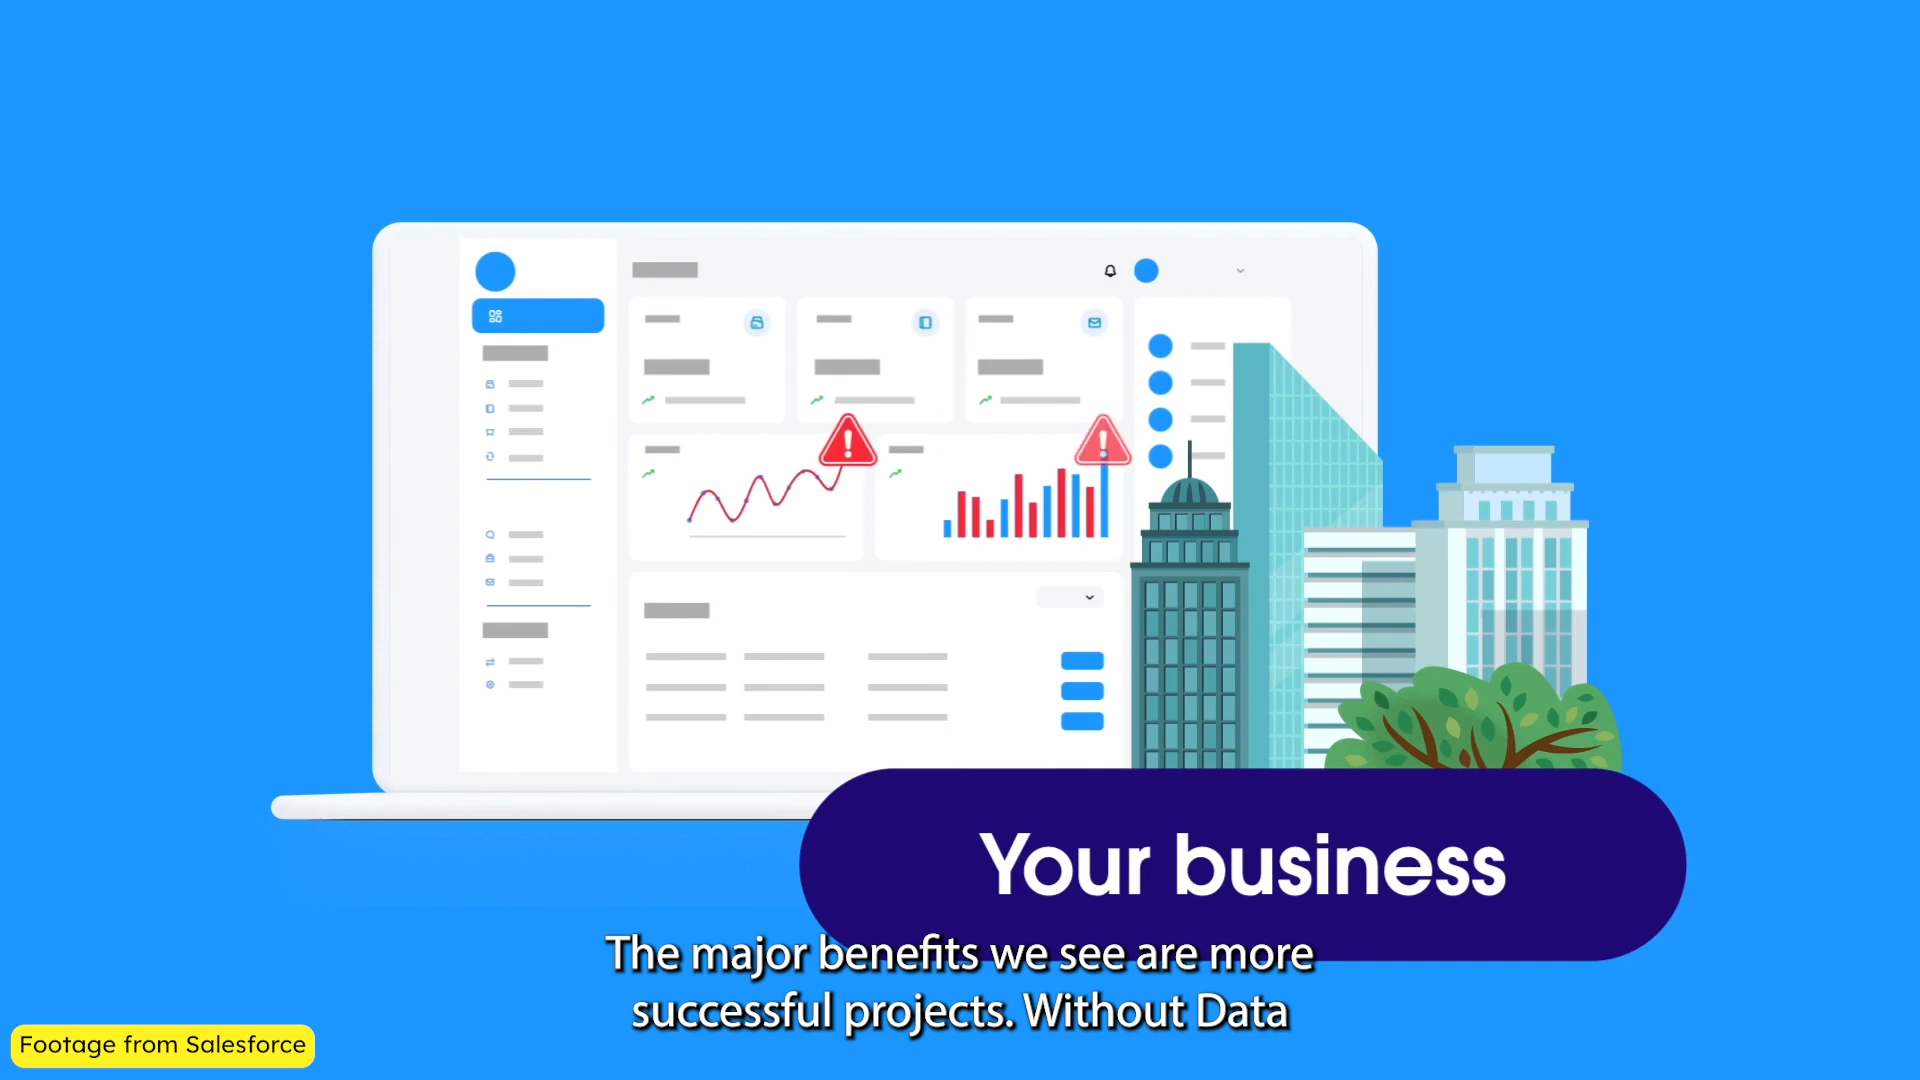 Your business
The major benefits we see are more
successful projects. Without Data
Footage from Salesforce